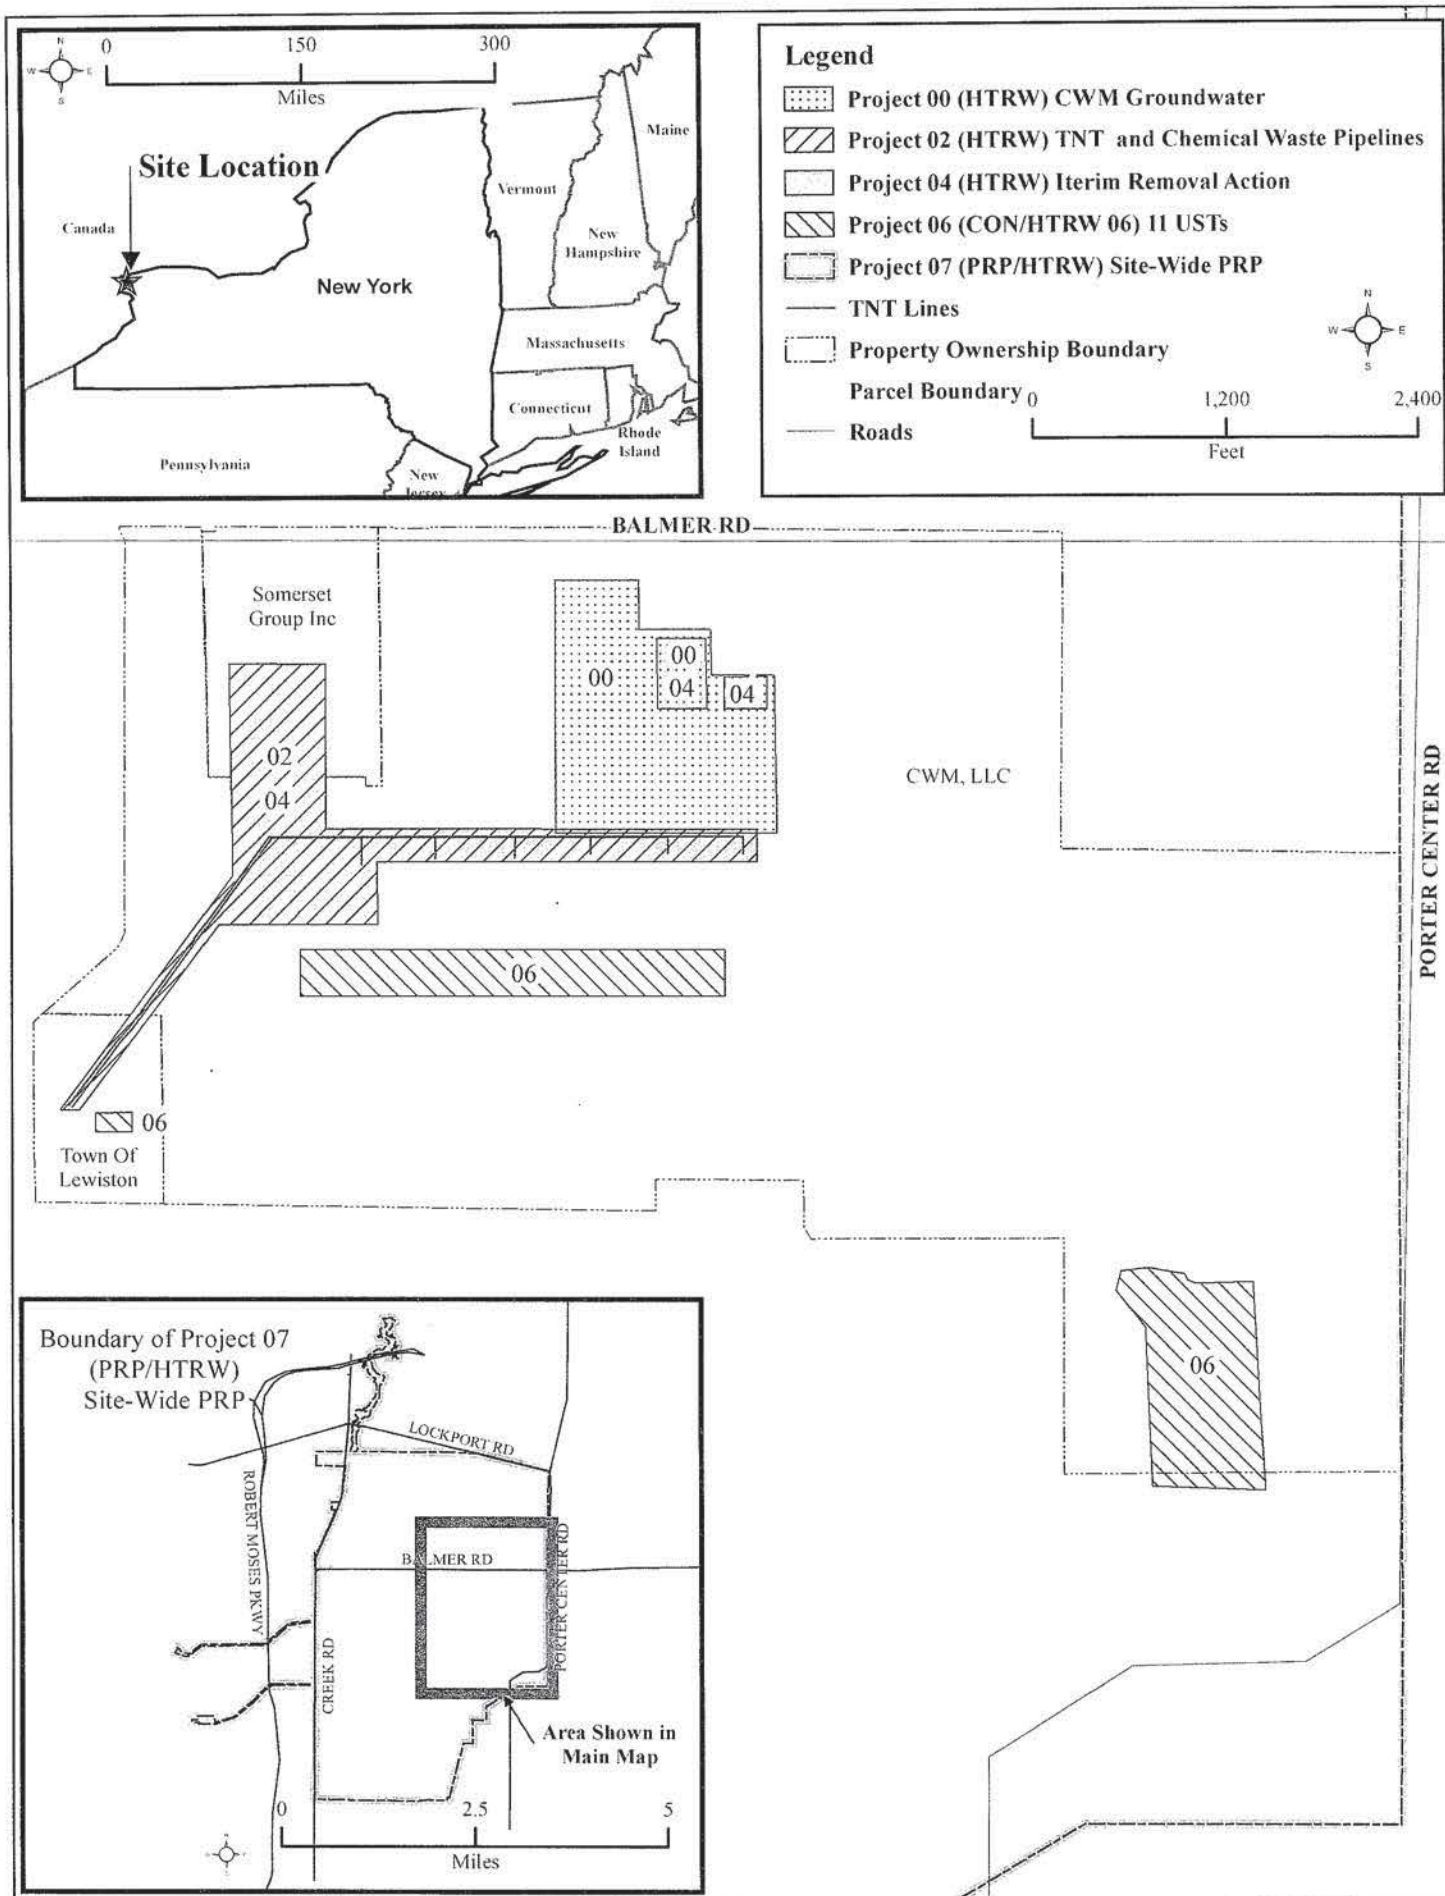 N
W E
S
0 150 300
Miles
Site Location
Canada
Maine
Vermont
New
Hampshire
New York
Massachusetts
Connecticut
Rhode
Island
Pennsylvania
New
Jersey
Legend
Project 00 (HTRW) CWM Groundwater
Project 02 (HTRW) TNT and Chemical Waste Pipelines
Project 04 (HTRW) Iterim Removal Action
Project 06 (CON/HTRW 06) 11 USTs
Project 07 (PRP/HTRW) Site-Wide PRP
TNT Lines
Property Ownership Boundary
Parcel Boundary
Roads
N
W E
S
0 1,200 2,400
Feet
BALMER RD
Somerset
Group Inc
00
00
04
04
02
04
CWM, LLC
PORTER CENTER RD
06
06
Town Of
Lewiston
06
Boundary of Project 07
(PRP/HTRW)
Site-Wide PRP
LOCKPORT RD
ROBERT MOSES PKWY
BALMER RD
PORTER CENTER RD
CREEK RD
Area Shown in
Main Map
0 2.5 5
Miles